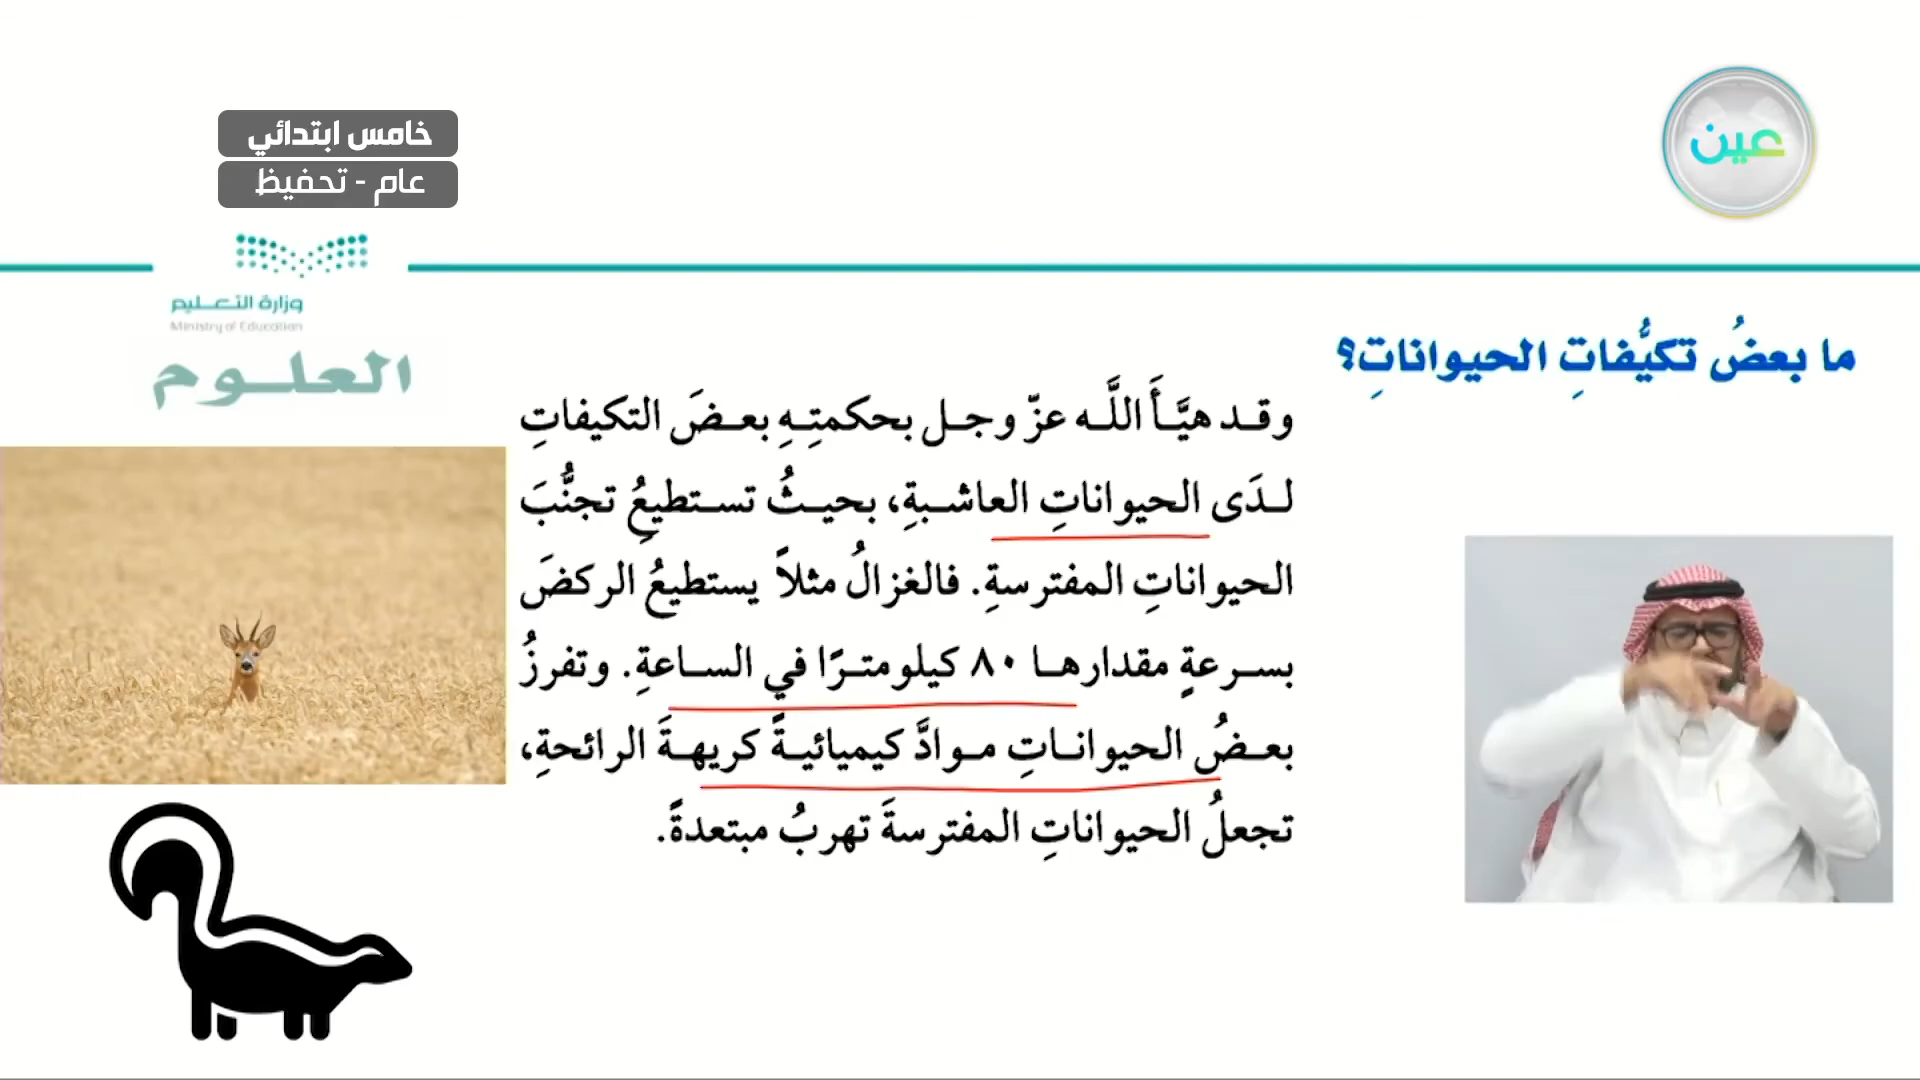 خامس ابتدائي
عام - تحفيظ
عين
وزارة التعليم
Ministry of Education
العلوم
ما بعضُ تكيُّفاتِ الحيواناتِ؟
وقد هيَّأَ اللَّه عزّ وجل بحكمتِهِ بعضَ التكيفاتِ
لدَى الحيواناتِ العاشبةِ، بحيثُ تستطيعُ تجنُّبَ
الحيواناتِ المفترسةِ. فالغزالُ مثلاً يستطيعُ الركضَ
بسرعةٍ مقدارها ٨٠ كيلومترًا في الساعةِ. وتفرزُ
بعضُ الحيواناتِ موادَّ كيميائيةً كريهةَ الرائحةِ،
تجعلُ الحيواناتِ المفترسةَ تهربُ مبتعدةً.